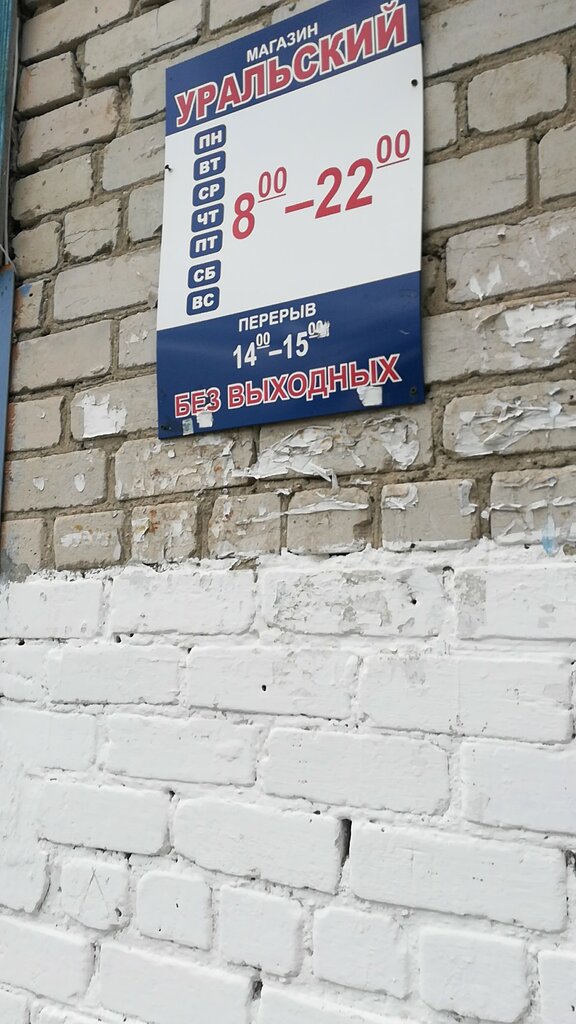 МАГАЗИН
УРАЛЬСКИЙ
ПН
ВТ
СР
ЧТ
ПТ
СБ
ВС
8⁰⁰–22⁰⁰
ПЕРЕРЫВ
14⁰⁰–15⁰⁰
БЕЗ ВЫХОДНЫХ